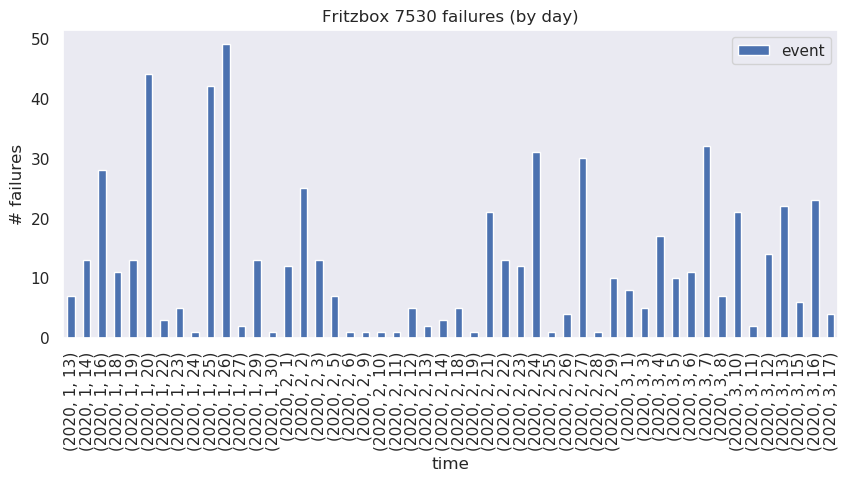 Fritzbox 7530 failures (by day)
event
# failures
50
40
30
20
10
0
(2020, 1, 13)
(2020, 1, 14)
(2020, 1, 16)
(2020, 1, 18)
(2020, 1, 19)
(2020, 1, 20)
(2020, 1, 22)
(2020, 1, 23)
(2020, 1, 24)
(2020, 1, 25)
(2020, 1, 26)
(2020, 1, 27)
(2020, 1, 29)
(2020, 1, 30)
(2020, 2, 1)
(2020, 2, 2)
(2020, 2, 3)
(2020, 2, 5)
(2020, 2, 6)
(2020, 2, 9)
(2020, 2, 10)
(2020, 2, 11)
(2020, 2, 12)
(2020, 2, 13)
(2020, 2, 14)
(2020, 2, 18)
(2020, 2, 19)
(2020, 2, 21)
(2020, 2, 22)
(2020, 2, 23)
(2020, 2, 24)
(2020, 2, 25)
(2020, 2, 26)
(2020, 2, 27)
(2020, 2, 28)
(2020, 2, 29)
(2020, 3, 1)
(2020, 3, 3)
(2020, 3, 4)
(2020, 3, 5)
(2020, 3, 6)
(2020, 3, 7)
(2020, 3, 8)
(2020, 3, 10)
(2020, 3, 11)
(2020, 3, 12)
(2020, 3, 13)
(2020, 3, 15)
(2020, 3, 16)
(2020, 3, 17)
time